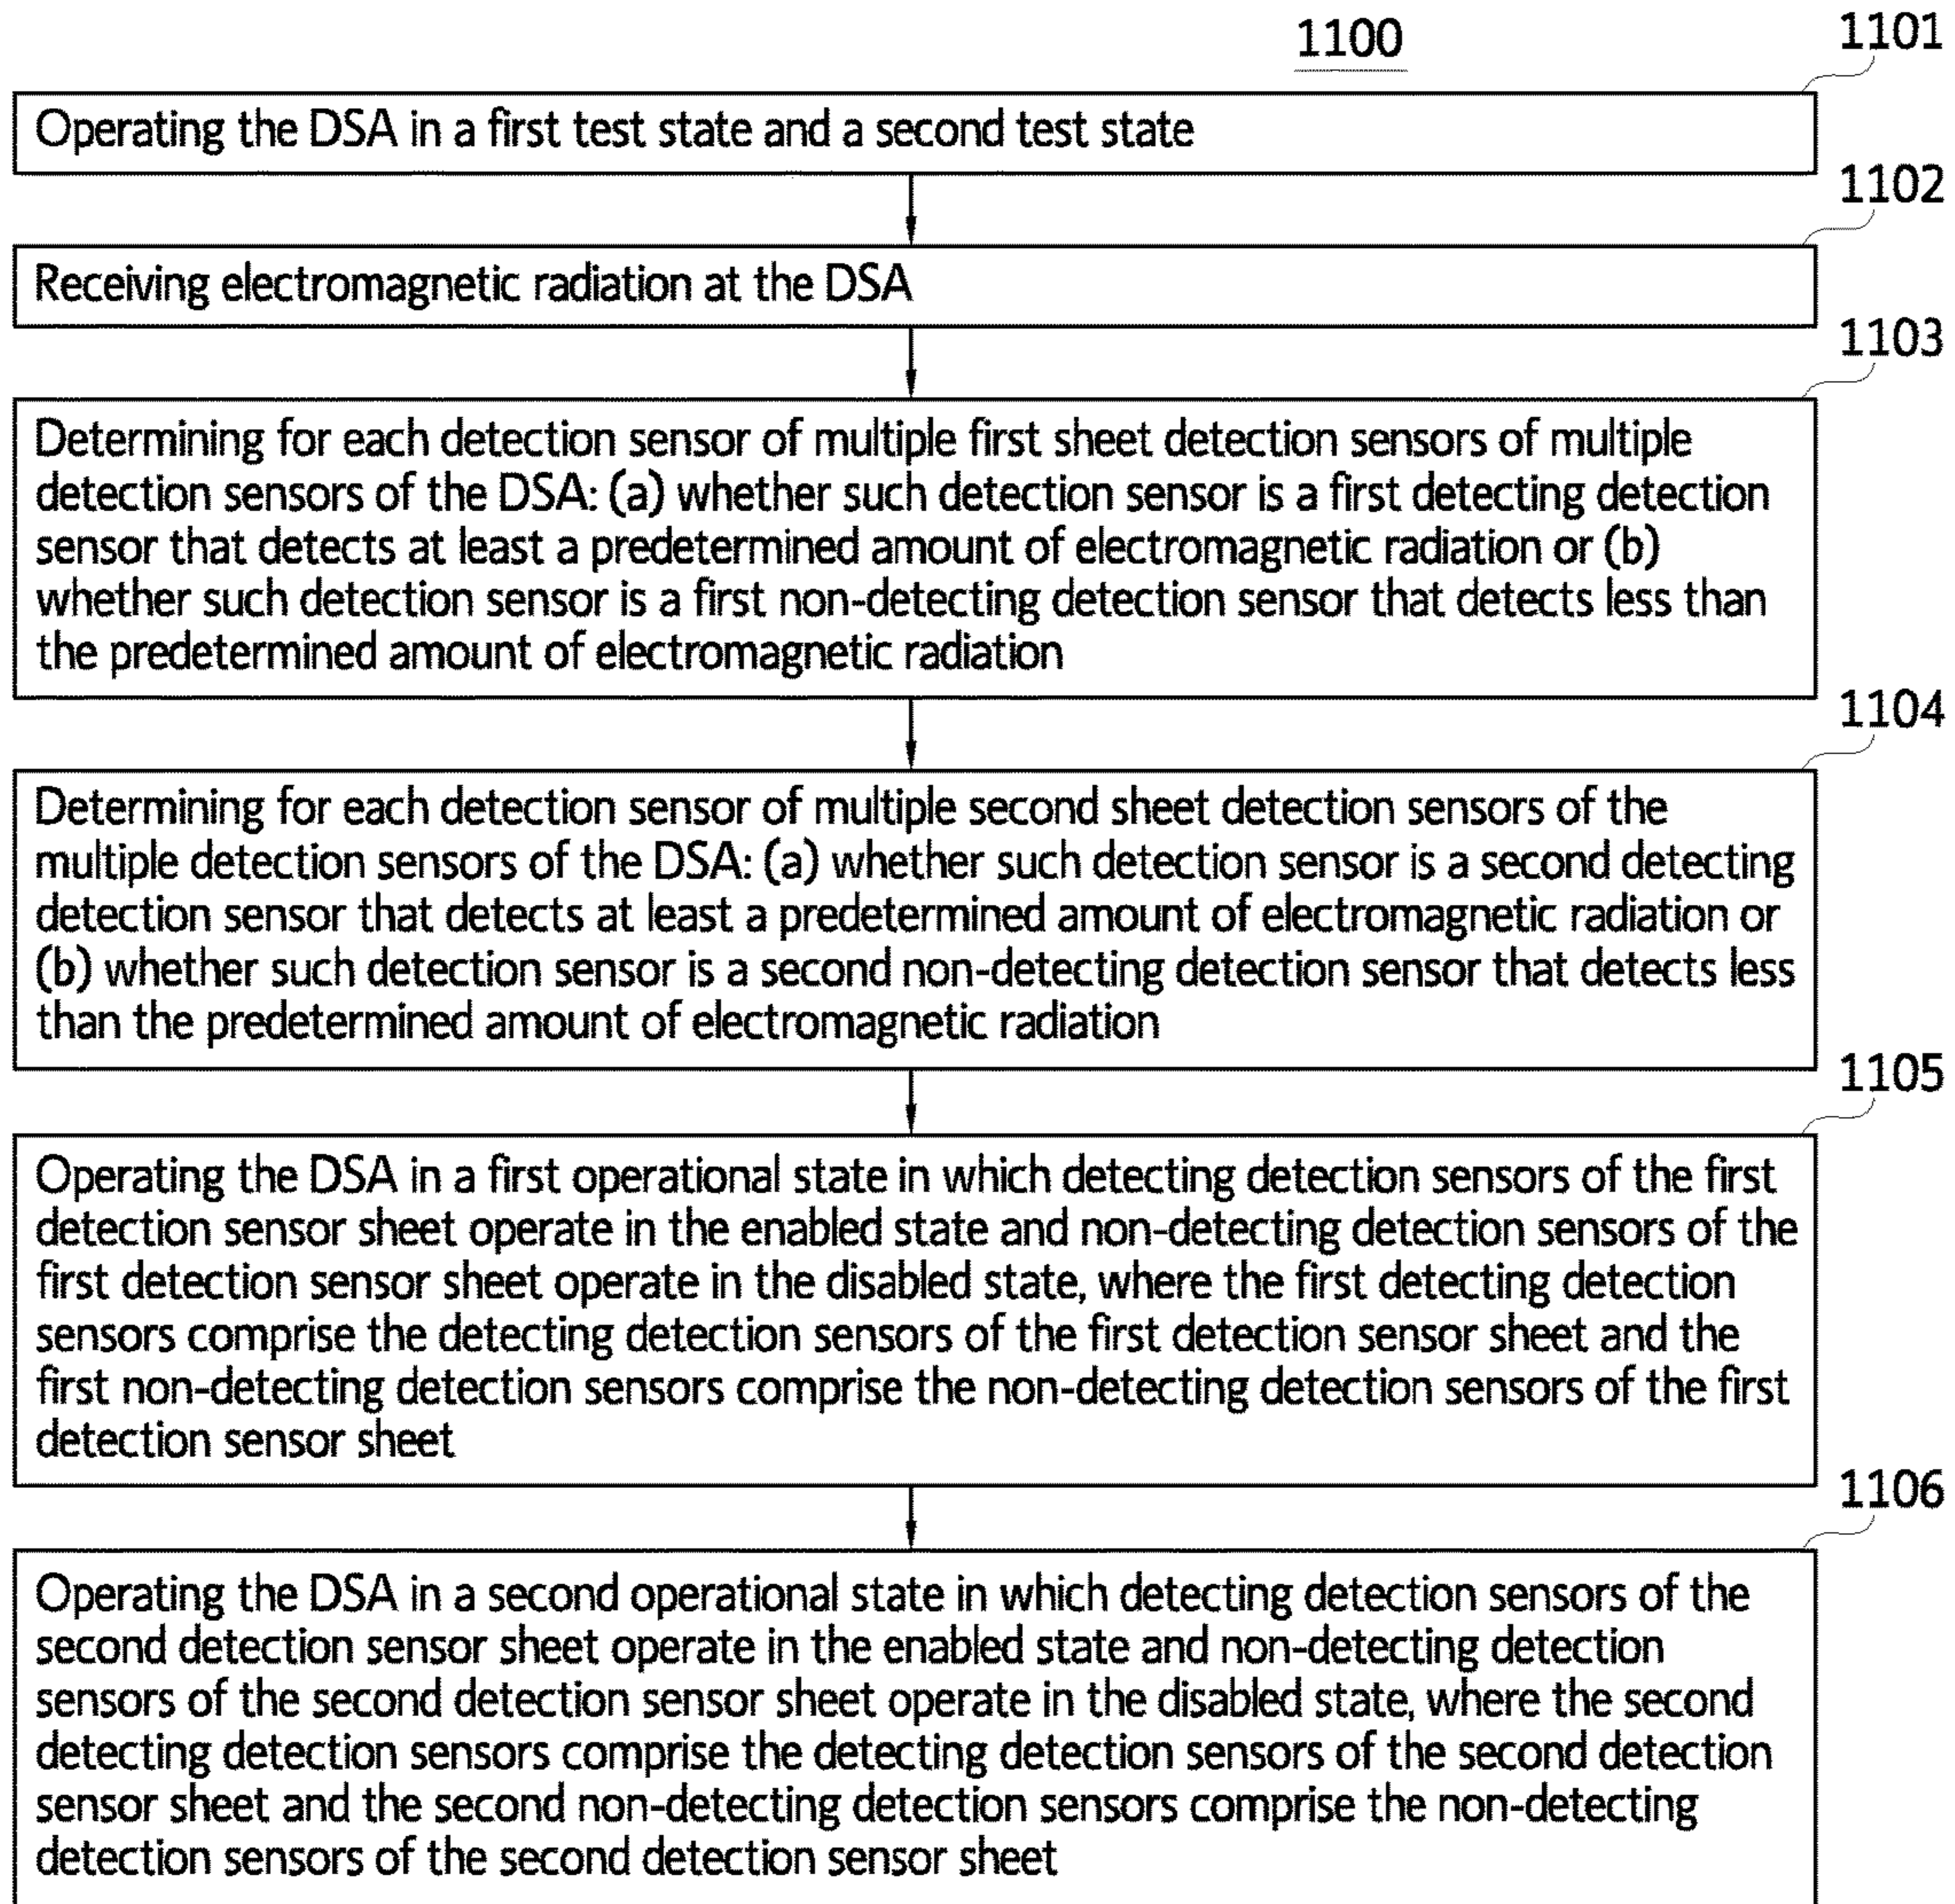 1100
1101
Operating the DSA in a first test state and a second test state
1102
Receiving electromagnetic radiation at the DSA
1103
Determining for each detection sensor of multiple first sheet detection sensors of multiple
detection sensors of the DSA: (a) whether such detection sensor is a first detecting detection
sensor that detects at least a predetermined amount of electromagnetic radiation or (b)
whether such detection sensor is a first non-detecting detection sensor that detects less than
the predetermined amount of electromagnetic radiation
1104
Determining for each detection sensor of multiple second sheet detection sensors of the
multiple detection sensors of the DSA: (a) whether such detection sensor is a second detecting
detection sensor that detects at least a predetermined amount of electromagnetic radiation or
(b) whether such detection sensor is a second non-detecting detection sensor that detects less
than the predetermined amount of electromagnetic radiation
1105
Operating the DSA in a first operational state in which detecting detection sensors of the first
detection sensor sheet operate in the enabled state and non-detecting detection sensors of the
first detection sensor sheet operate in the disabled state, where the first detecting detection
sensors comprise the detecting detection sensors of the first detection sensor sheet and the
first non-detecting detection sensors comprise the non-detecting detection sensors of the first
detection sensor sheet
1106
Operating the DSA in a second operational state in which detecting detection sensors of the
second detection sensor sheet operate in the enabled state and non-detecting detection
sensors of the second detection sensor sheet operate in the disabled state, where the second
detecting detection sensors comprise the detecting detection sensors of the second detection
sensor sheet and the second non-detecting detection sensors comprise the non-detecting
detection sensors of the second detection sensor sheet